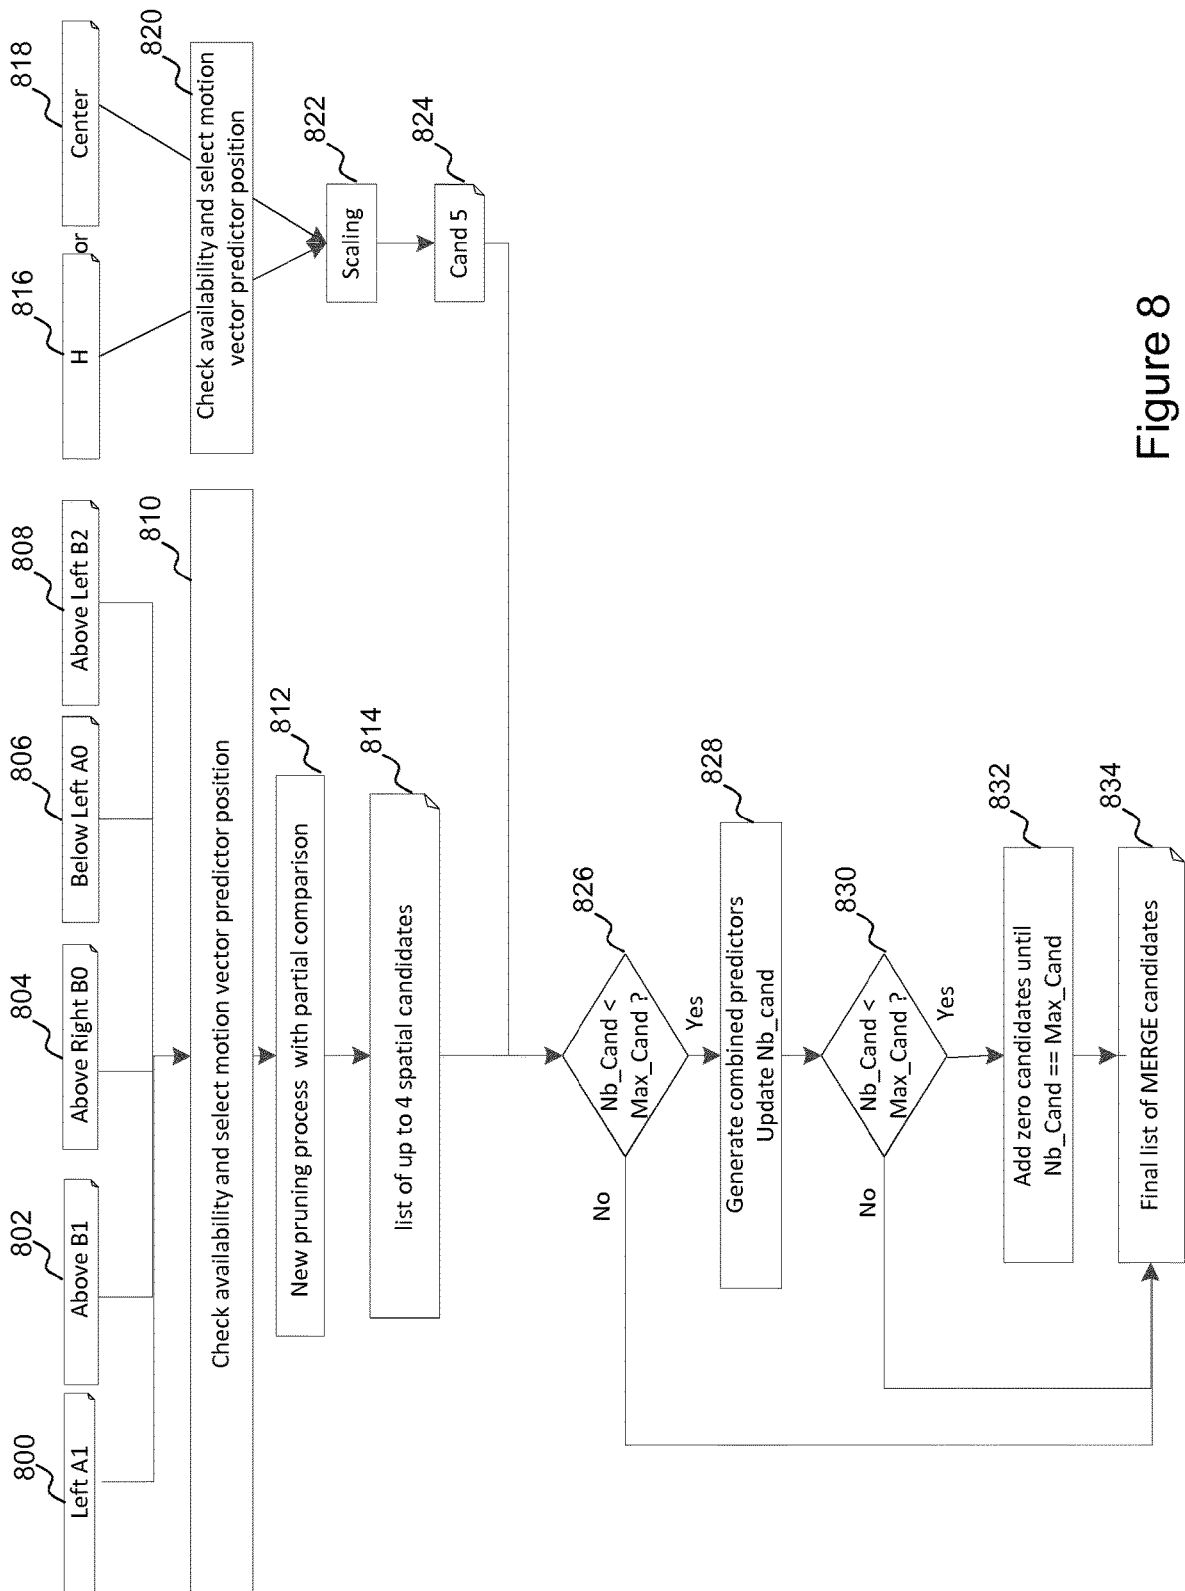 800
802
804
806
808
816
818
Left A1
Above B1
Above Right B0
Below Left A0
Above Left B2
H
or
Center
810
820
Check availability and select motion vector predictor position
Check availability and select motion
vector predictor position
812
New pruning process with partial comparison
822
Scaling
814
list of up to 4 spatial candidates
824
Cand 5
826
Nb_Cand <
Max_Cand ?
No
Yes
828
Generate combined predictors
Update Nb_cand
830
Nb_Cand <
Max_Cand ?
No
Yes
832
Add zero candidates until
Nb_Cand == Max_Cand
834
Final list of MERGE candidates
Figure 8